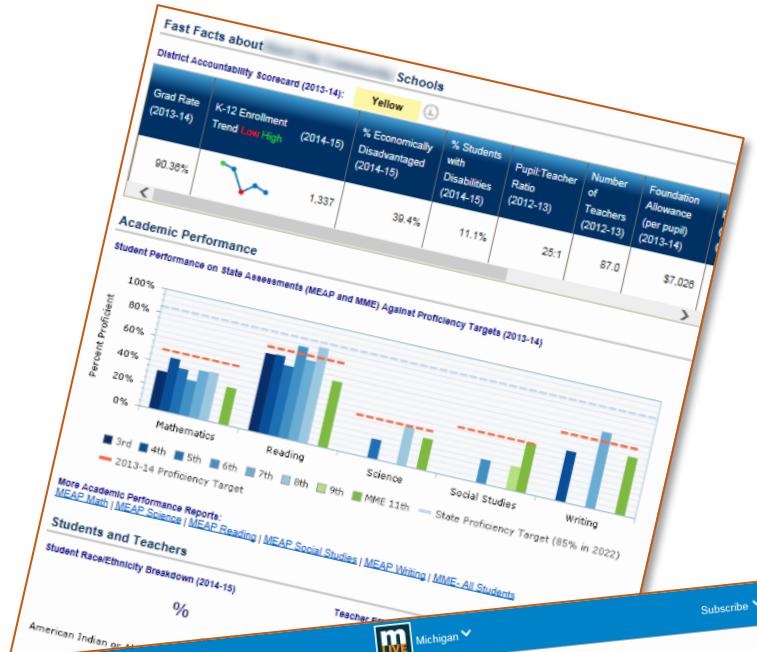 Fast Facts about Schools
District Accountability Scorecard (2013-14): Yellow
Grad Rate (2013-14)
K-12 Enrollment Trend Low High (2014-15)
% Economically Disadvantaged (2014-15)
% Students with Disabilities (2014-15)
Pupil:Teacher Ratio (2012-13)
Number of Teachers (2012-13)
Foundation Allowance (per pupil) (2013-14)
90.36% 1,337 39.4% 11.1% 25:1 87.0 $7,026
Academic Performance
Student Performance on State Assessments (MEAP and MME) Against Proficiency Targets (2013-14)
Percent Proficient
100%
80%
60%
40%
20%
0%
Mathematics Reading Science Social Studies Writing
3rd 4th 5th 6th 7th 8th 9th MME 11th State Proficiency Target (85% in 2022)
2013-14 Proficiency Target
More Academic Performance Reports:
MEAP Math | MEAP Science | MEAP Reading | MEAP Social Studies | MEAP Writing | MME- All Students
Students and Teachers
Student Race/Ethnicity Breakdown (2014-15)
%
Teacher
American Indian or
m LIVE Michigan Subscribe